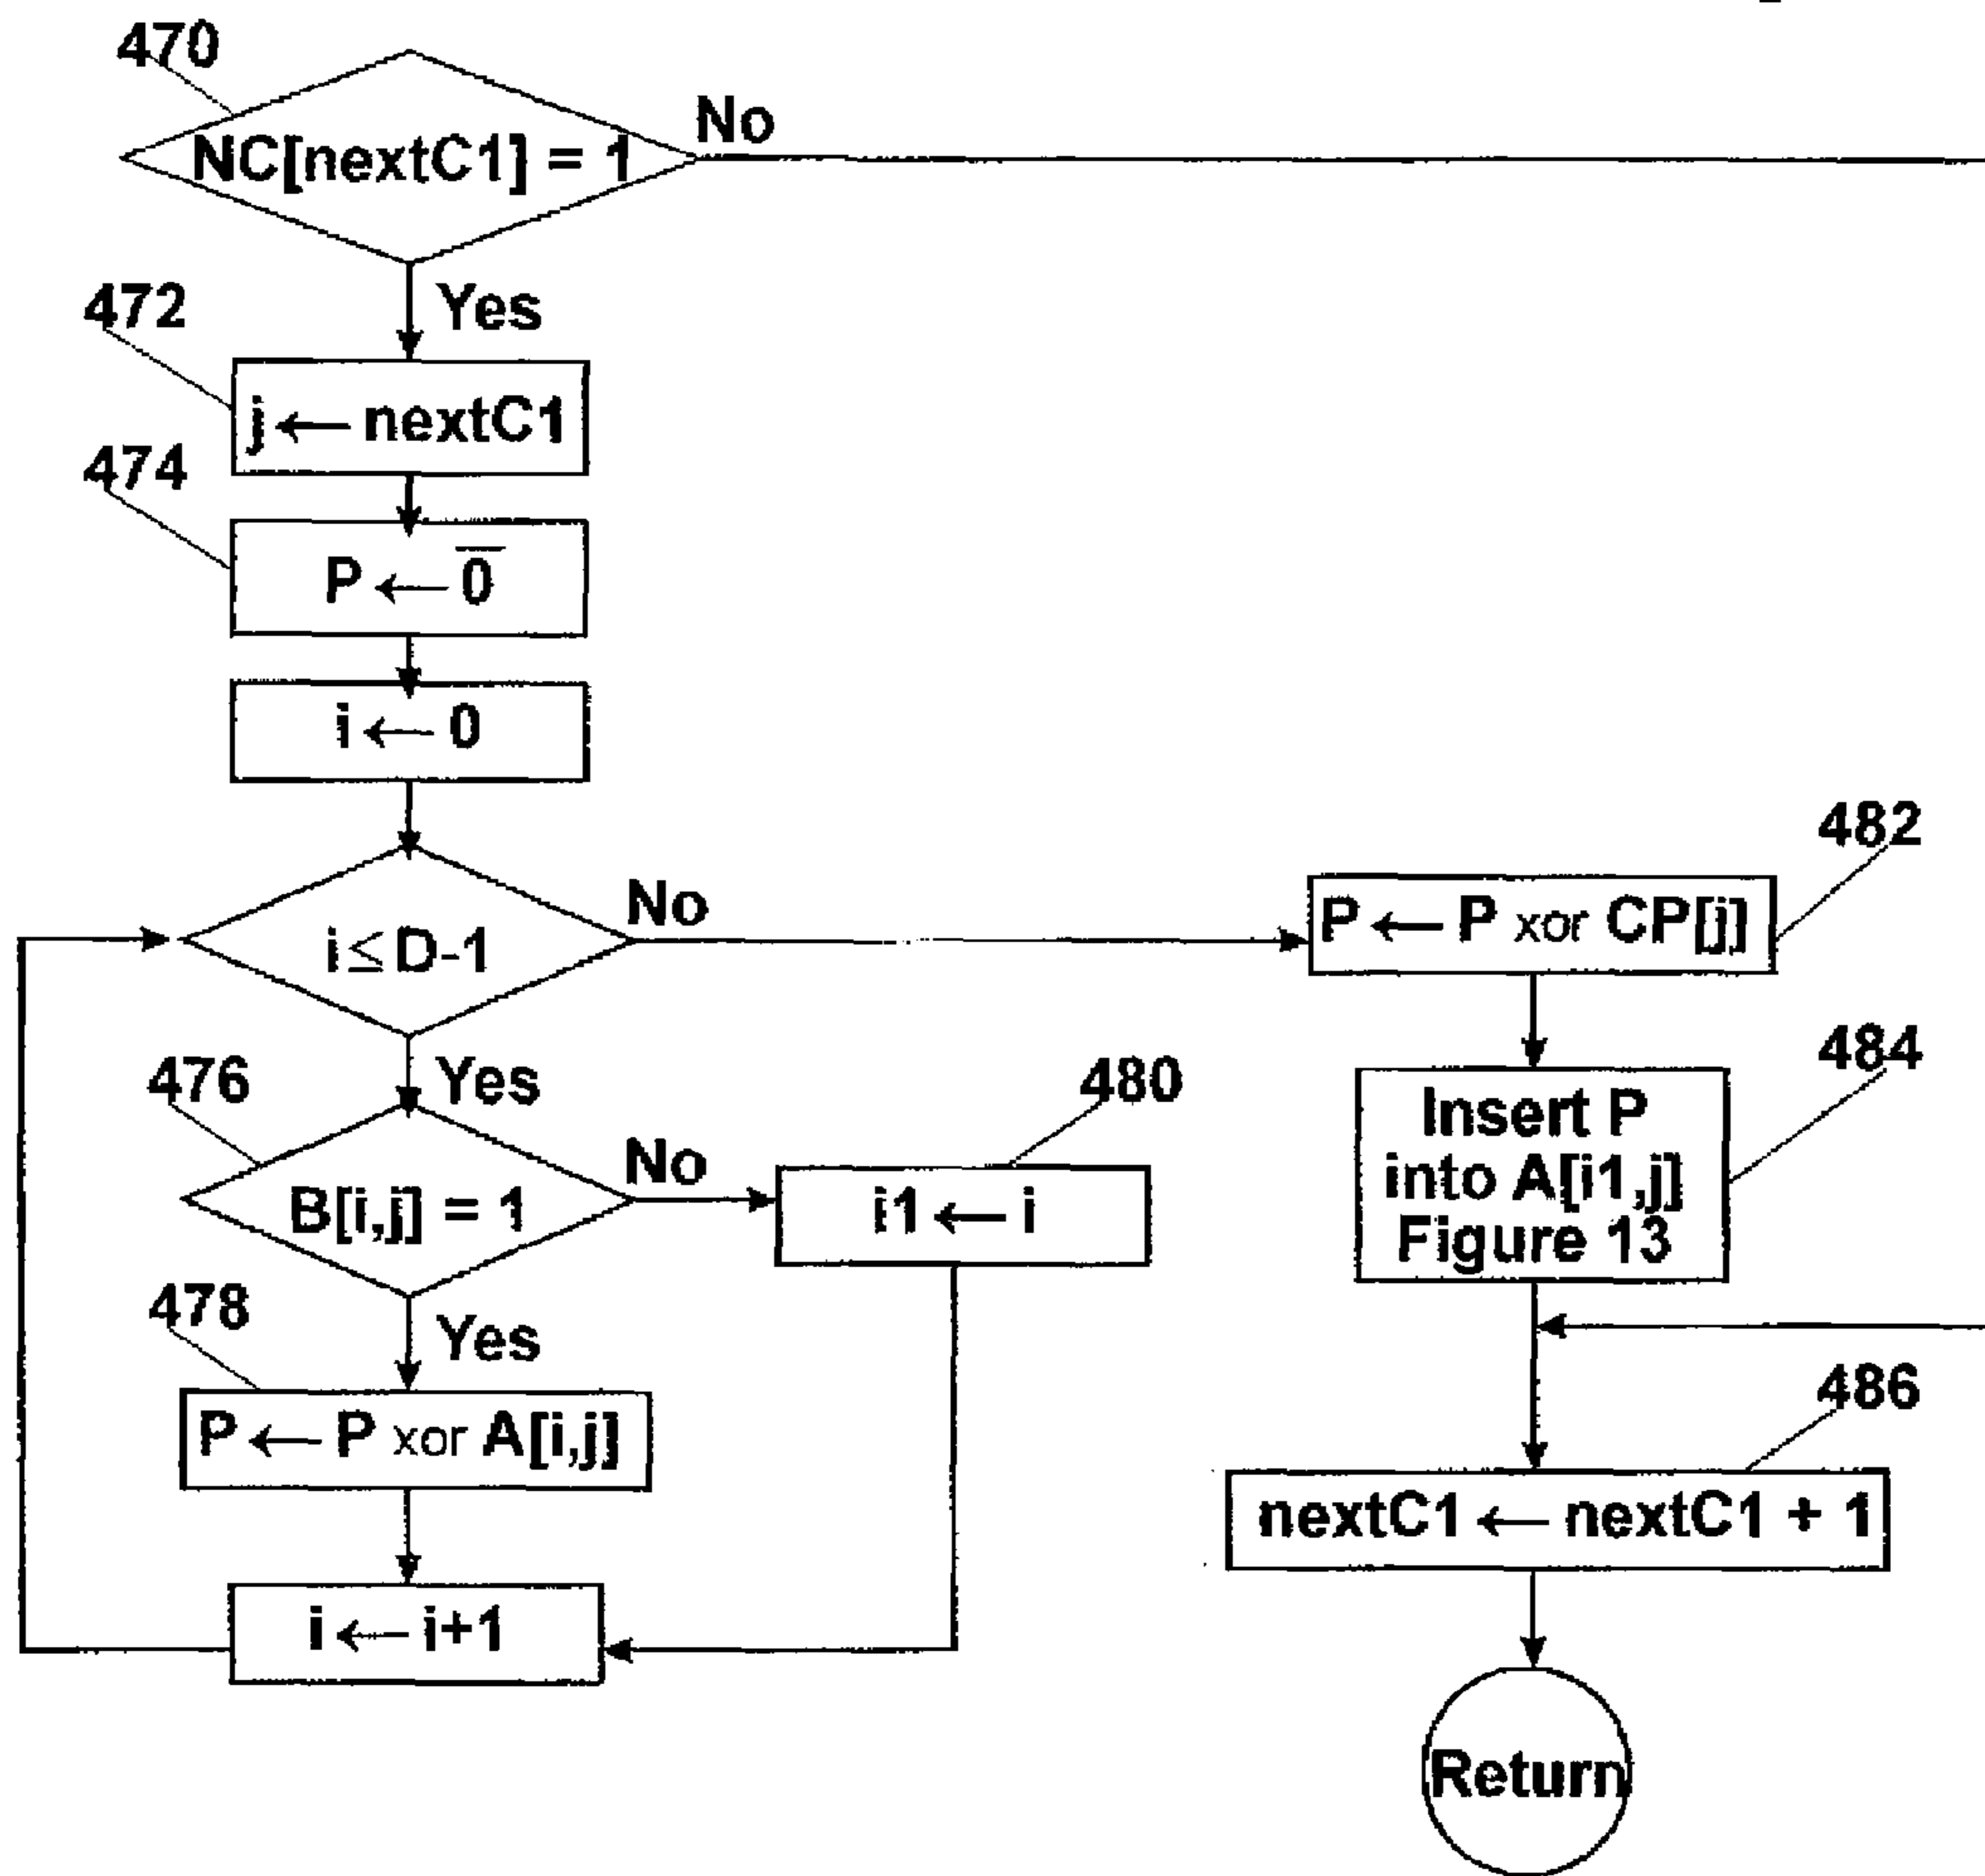 470
NC[nextC1] = 1
No
Yes
472
j ← nextC1
474
P ← 0̅
i ← 0
i ≤ D-1
No
482
P ← P xor CP[j]
Yes
476
B[i,j] = 1
No
480
i1 ← i
484
Insert P
into A[i1,j]
Figure 13
478
Yes
P ← P xor A[i,j]
486
nextC1 ← nextC1 + 1
i ← i+1
Return